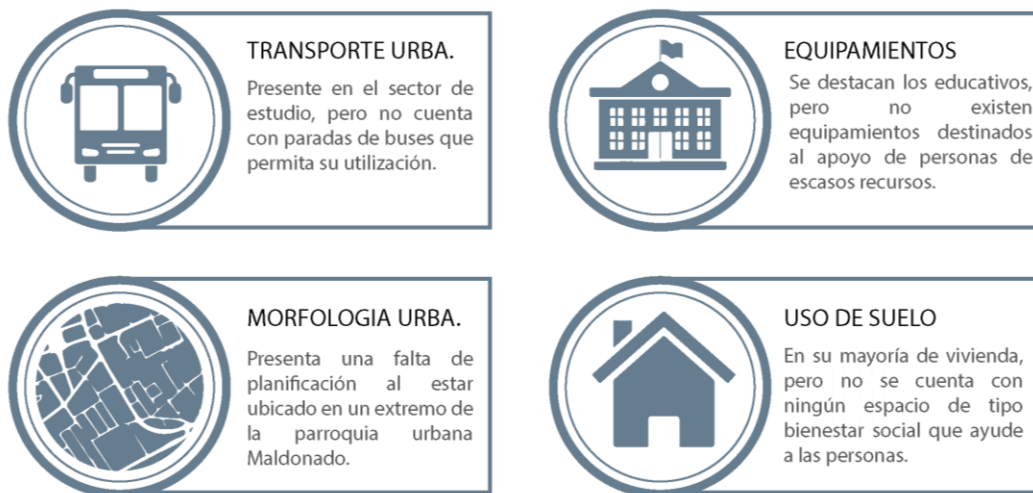 TRANSPORTE URBA.
Presente en el sector de
estudio, pero no cuenta
con paradas de buses que
permita su utilización.
EQUIPAMIENTOS
Se destacan los educativos,
pero no existen
equipamientos destinados
al apoyo de personas de
escasos recursos.
MORFOLOGIA URBA.
Presenta una falta de
planificación al estar
ubicado en un extremo de
la parroquia urbana
Maldonado.
USO DE SUELO
En su mayoría de vivienda,
pero no se cuenta con
ningún espacio de tipo
bienestar social que ayude
a las personas.